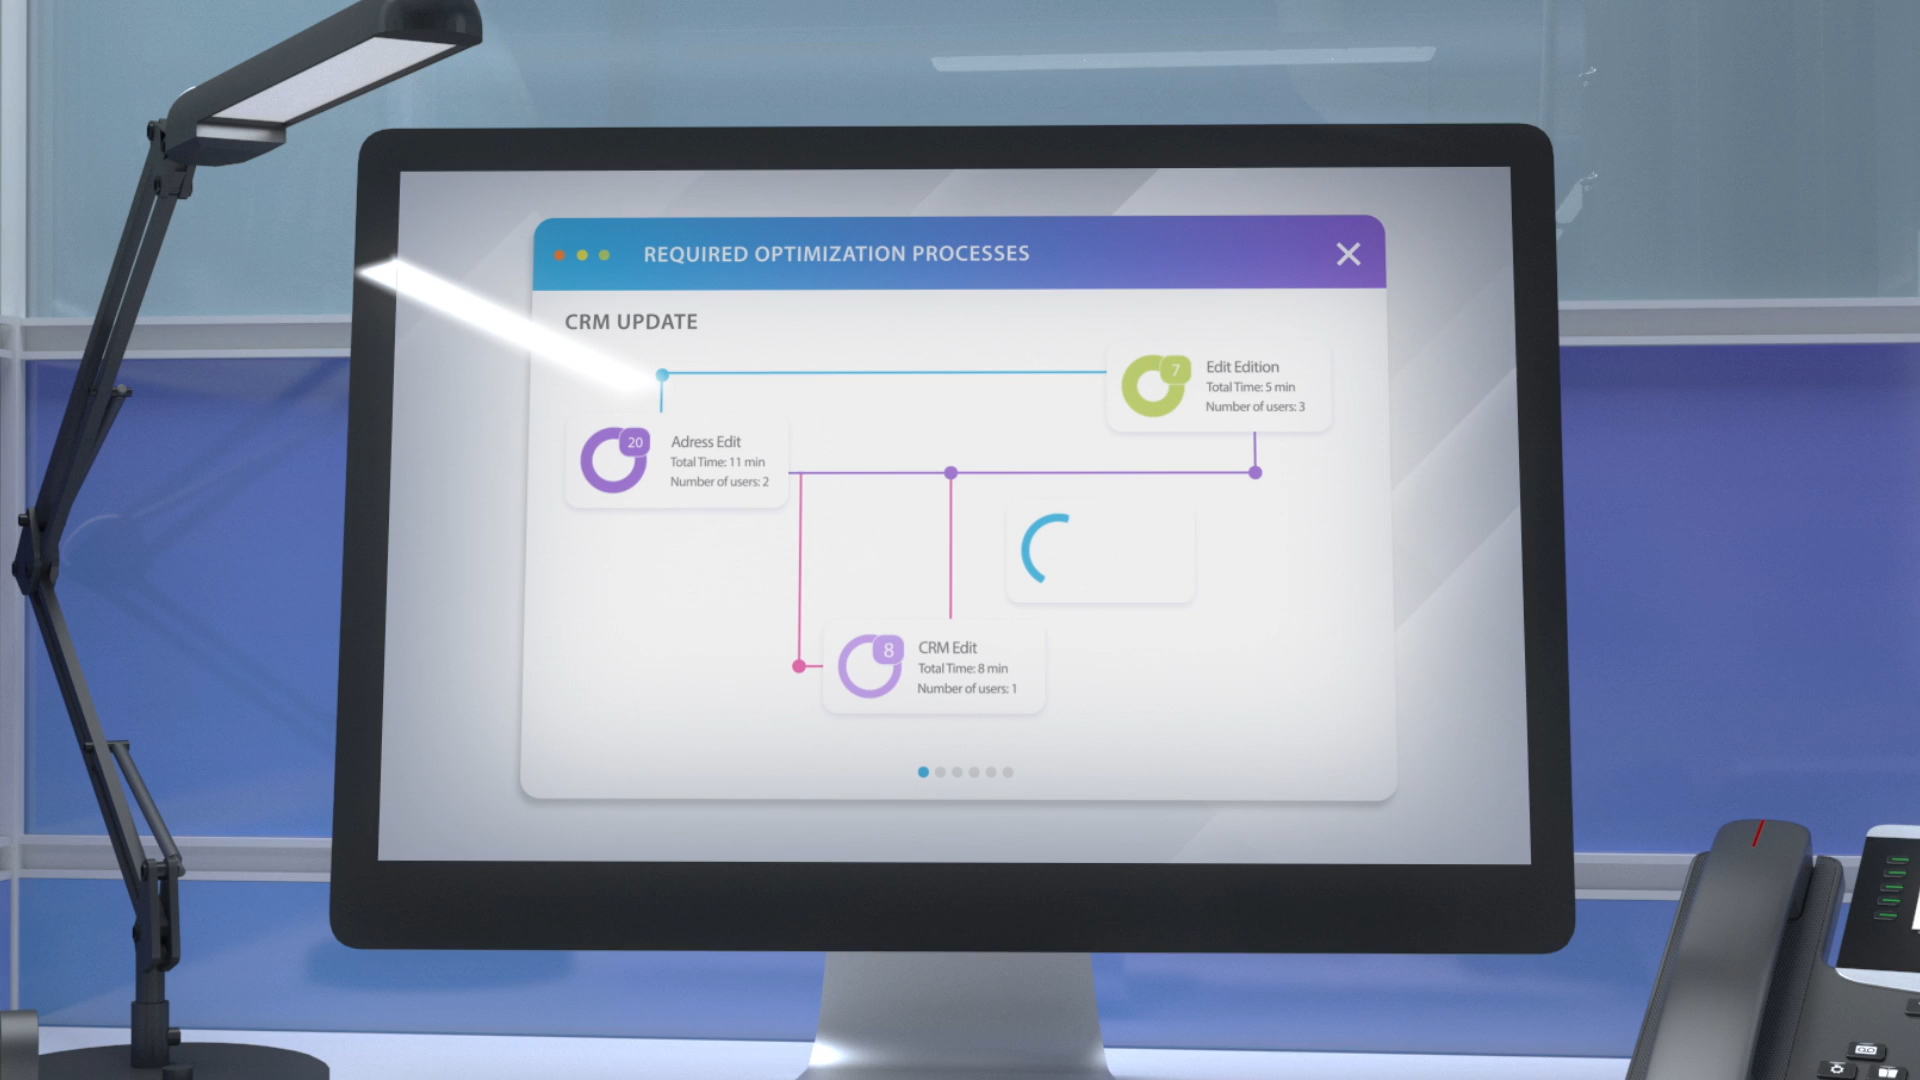 REQUIRED OPTIMIZATION PROCESSES
CRM UPDATE
7
Edit Edition
Total Time: 5 min
Number of users: 3
20
Adress Edit
Total Time: 11 min
Number of users: 2
8
CRM Edit
Total Time: 8 min
Number of users: 1